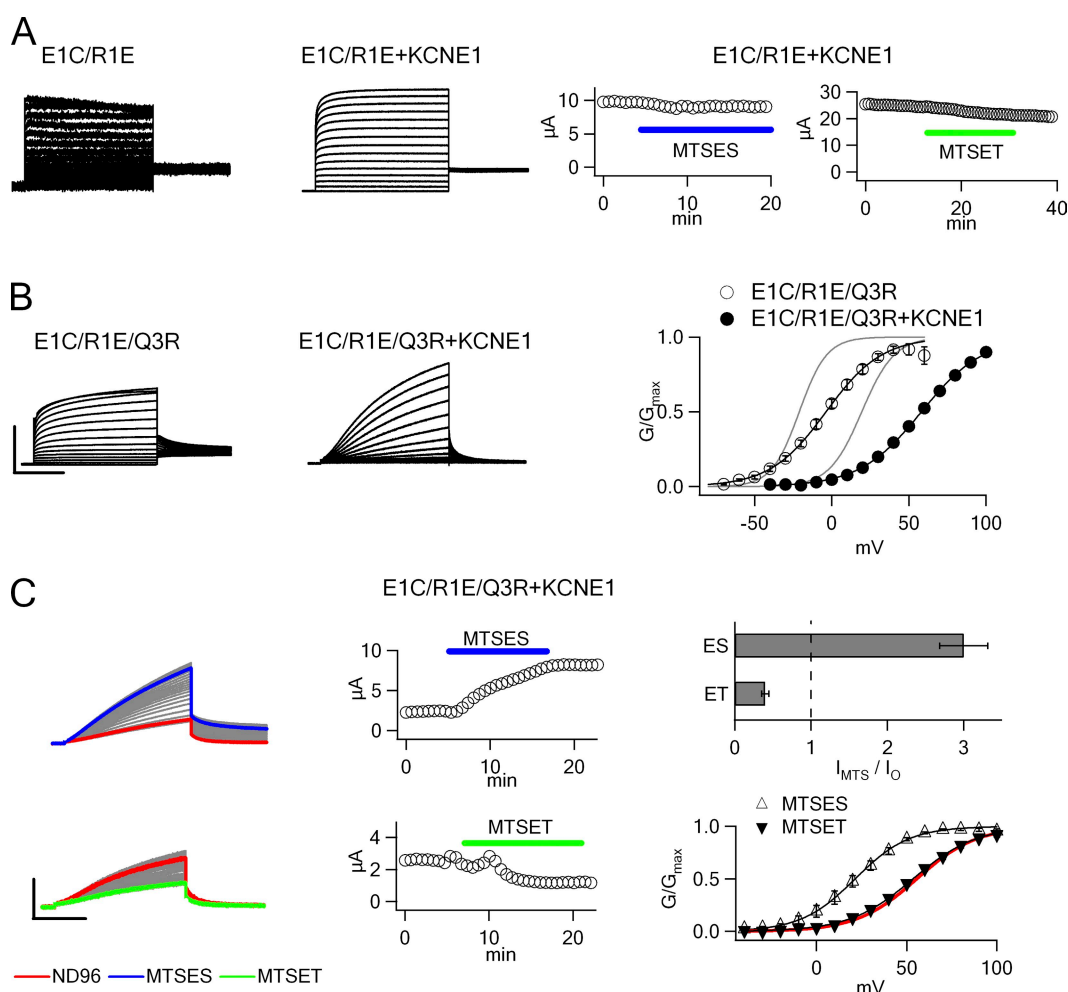 A
E1C/R1E
E1C/R1E+KCNE1
E1C/R1E+KCNE1
µA
10
5
0
MTSES
0
10
20
min
µA
30
20
10
0
MTSET
0
20
40
min
B
E1C/R1E/Q3R
E1C/R1E/Q3R+KCNE1
E1C/R1E/Q3R
E1C/R1E/Q3R+KCNE1
G/Gmax
1.0
0.5
0.0
-50
0
50
100
mV
C
E1C/R1E/Q3R+KCNE1
MTSES
µA
10
5
0
0
10
20
min
ES
ET
0
1
2
3
IMTS / IO
MTSET
µA
4
2
0
0
10
20
min
MTSES
MTSET
G/Gmax
1.0
0.5
0.0
0
50
100
mV
ND96
MTSES
MTSET